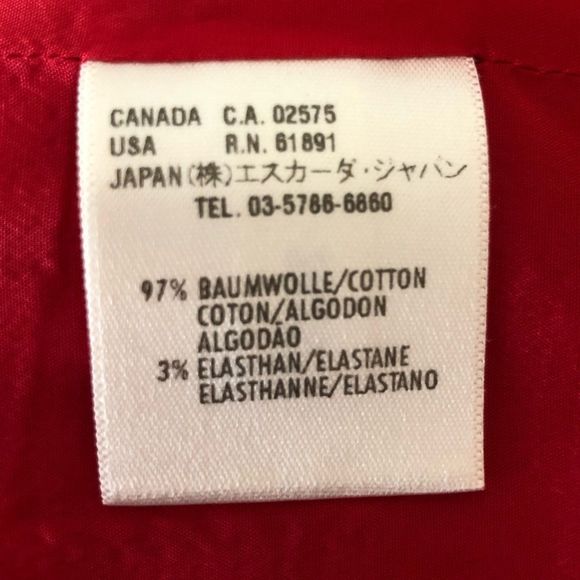 CANADA C.A. 02575
USA R.N. 61891
JAPAN(株)エスカーダ・ジャパン
TEL. 03-5786-6860
97% BAUMWOLLE/COTTON
COTON/ALGODON
ALGODÃO
3% ELASTHAN/ELASTANE
ELASTHANNE/ELASTANO